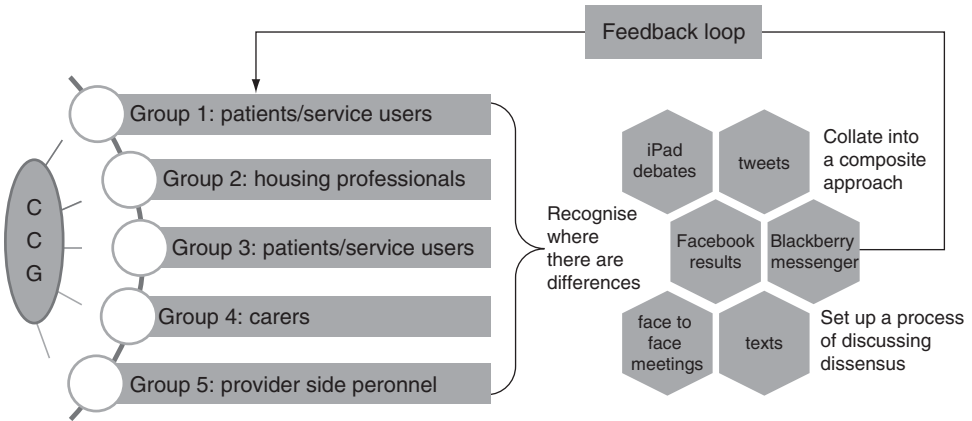 Feedback loop
C
C
G
Group 1: patients/service users
Group 2: housing professionals
Group 3: patients/service users
Group 4: carers
Group 5: provider side peronnel
Recognise
where
there are
differences
iPad
debates
tweets
Facebook
results
Blackberry
messenger
face to
face
meetings
texts
Collate into
a composite
approach
Set up a process
of discussing
dissensus